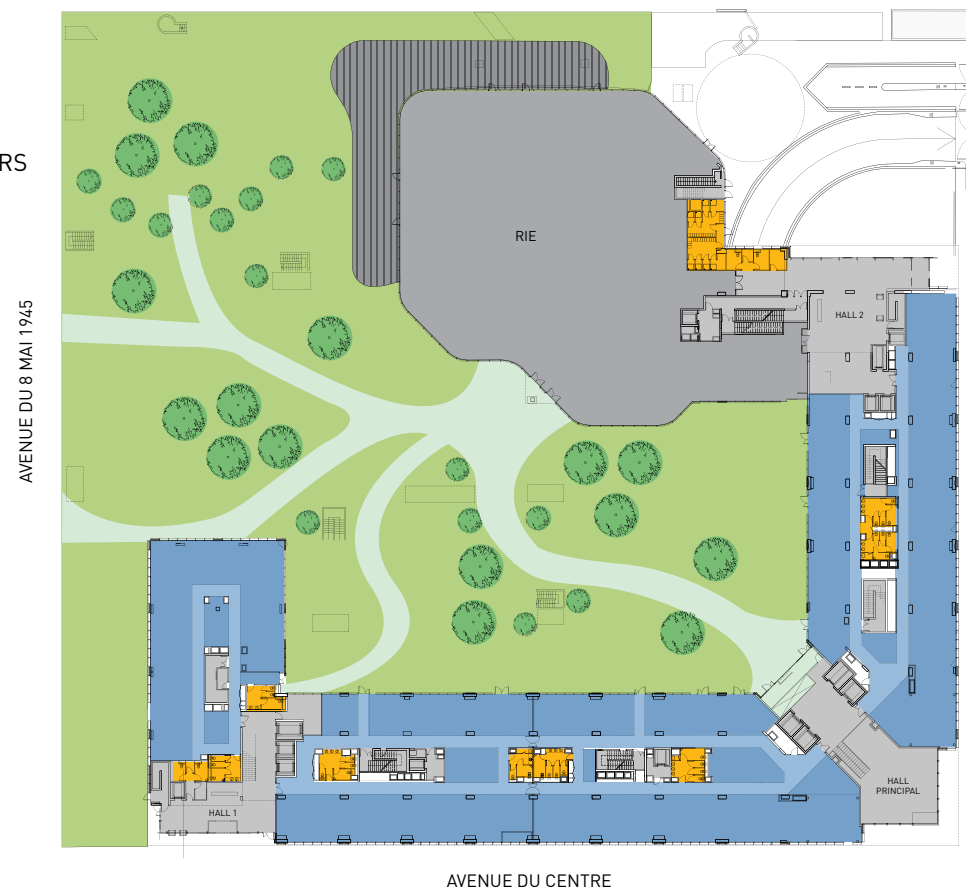 RS
RIE
AVENUE DU 8 MAI 1945
HALL 2
HALL
PRINCIPAL
HALL 1
AVENUE DU CENTRE